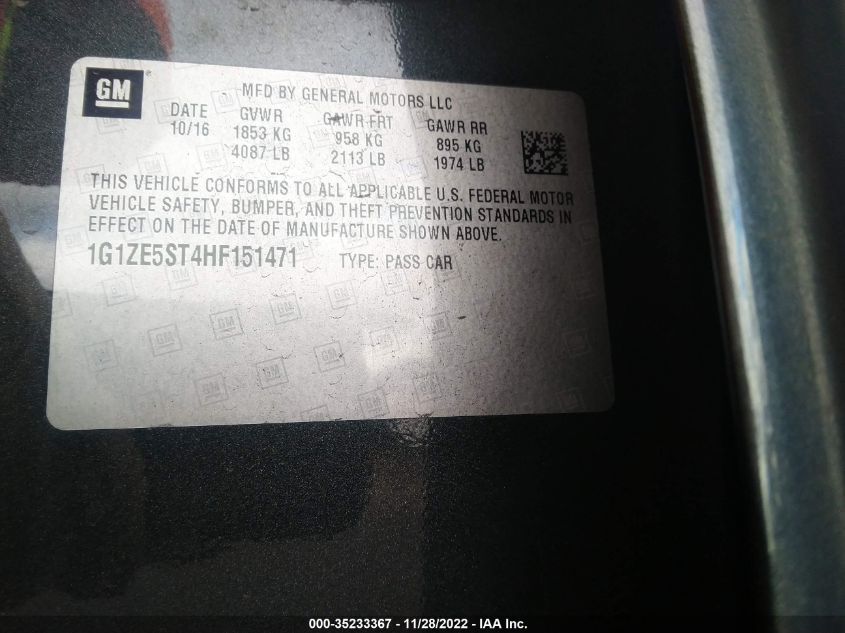 GM
MFD BY GENERAL MOTORS LLC
DATE GVWR GAWR FRT GAWR RR
10/16 1853 KG 958 KG 895 KG
4087 LB 2113 LB 1974 LB
THIS VEHICLE CONFORMS TO ALL APPLICABLE U.S. FEDERAL MOTOR
VEHICLE SAFETY, BUMPER, AND THEFT PREVENTION STANDARDS IN
EFFECT ON THE DATE OF MANUFACTURE SHOWN ABOVE.
1G1ZE5ST4HF151471 TYPE: PASS CAR
000-35233367 | 11/28/2022 - IAA Inc.